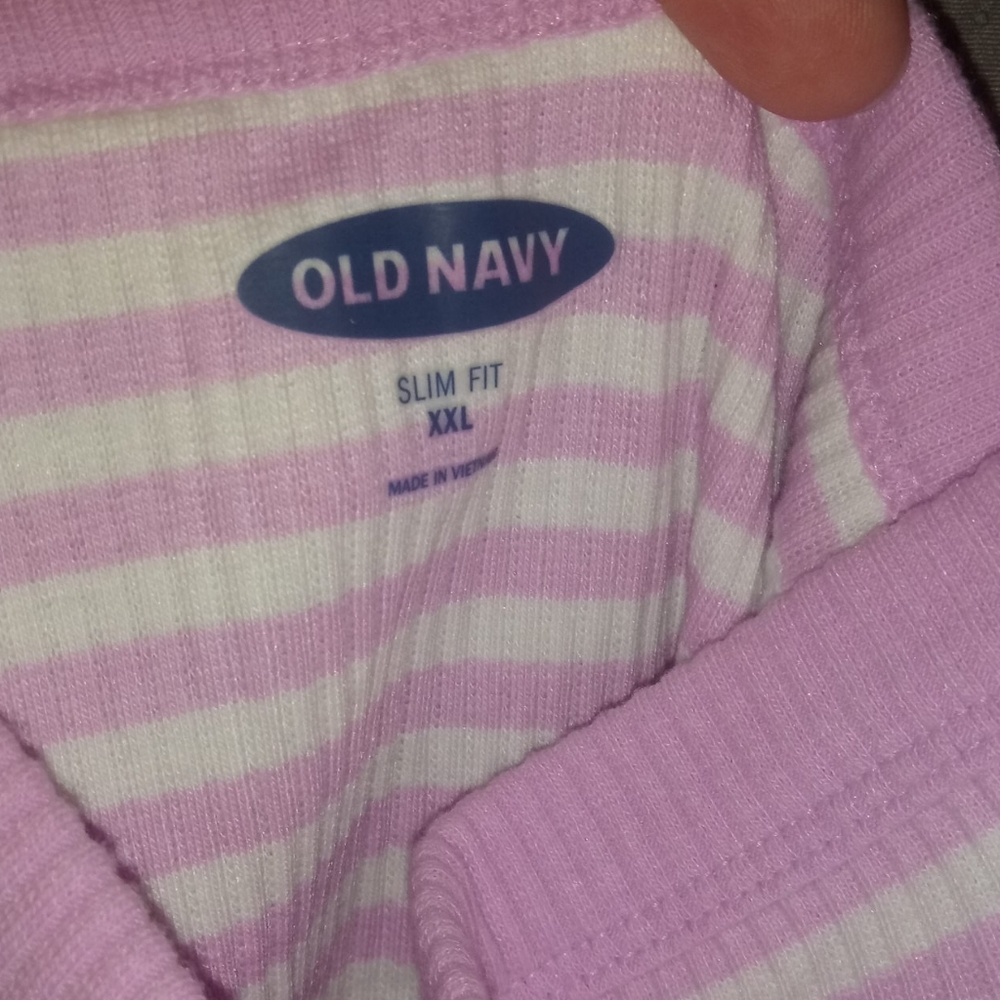 OLD NAVY
SLIM FIT
XXL
MADE IN